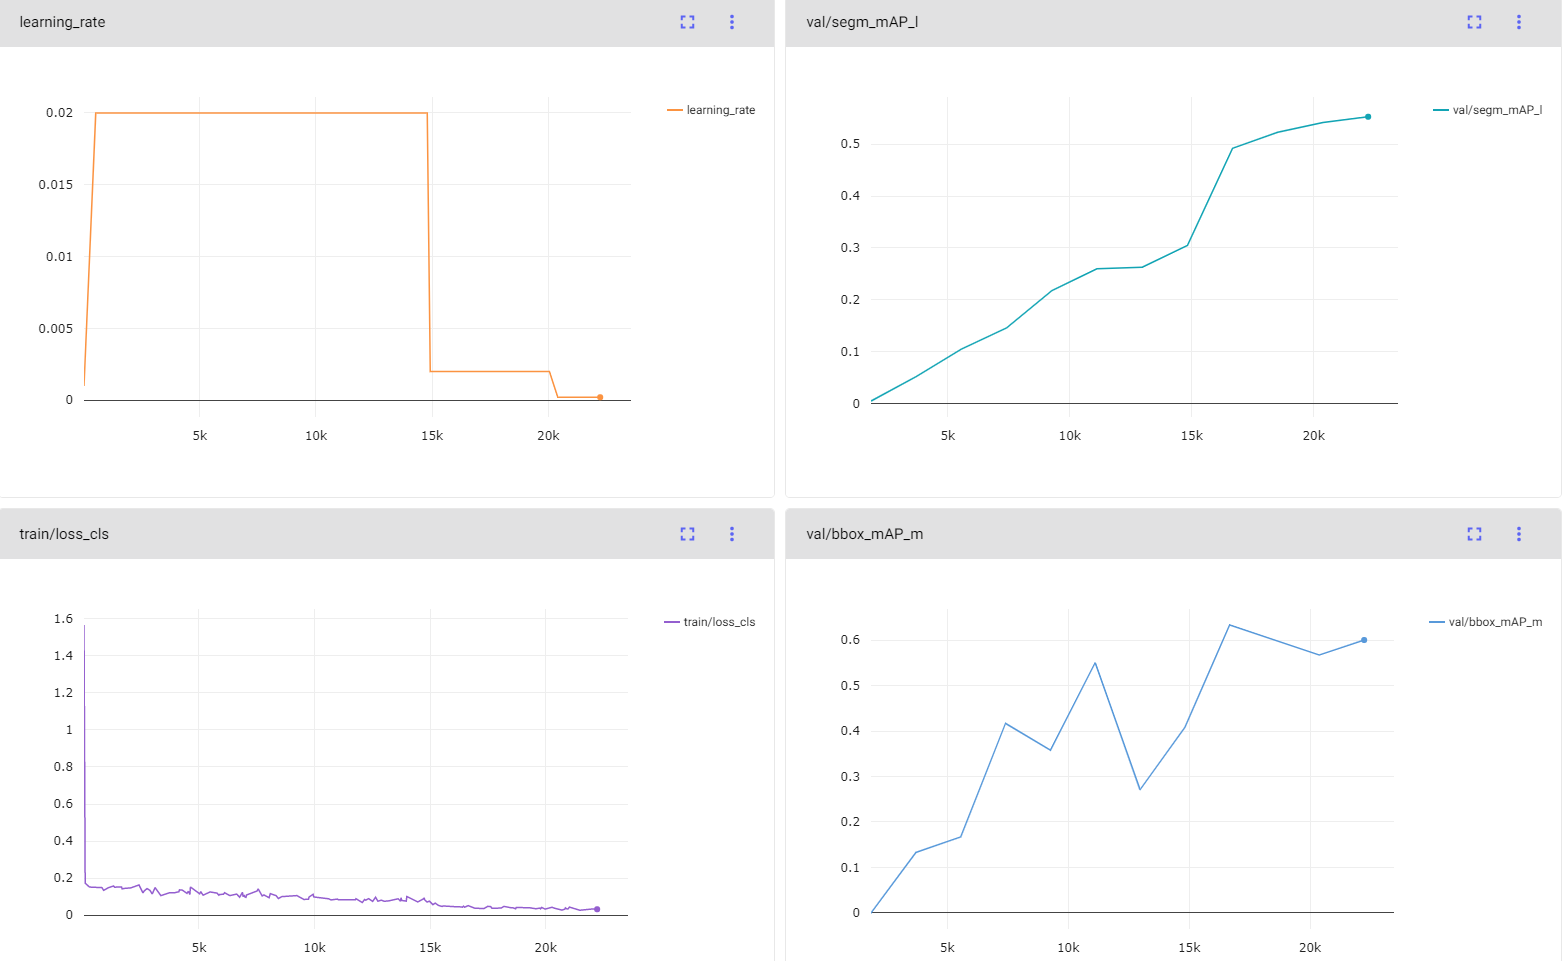 learning_rate
0.02
0.015
0.01
0.005
0
5k
10k
15k
20k
learning_rate
val/segm_mAP_l
0.5
0.4
0.3
0.2
0.1
0
5k
10k
15k
20k
val/segm_mAP_l
train/loss_cls
1.6
1.4
1.2
1
0.8
0.6
0.4
0.2
0
5k
10k
15k
20k
train/loss_cls
val/bbox_mAP_m
0.6
0.5
0.4
0.3
0.2
0.1
0
5k
10k
15k
20k
val/bbox_mAP_m